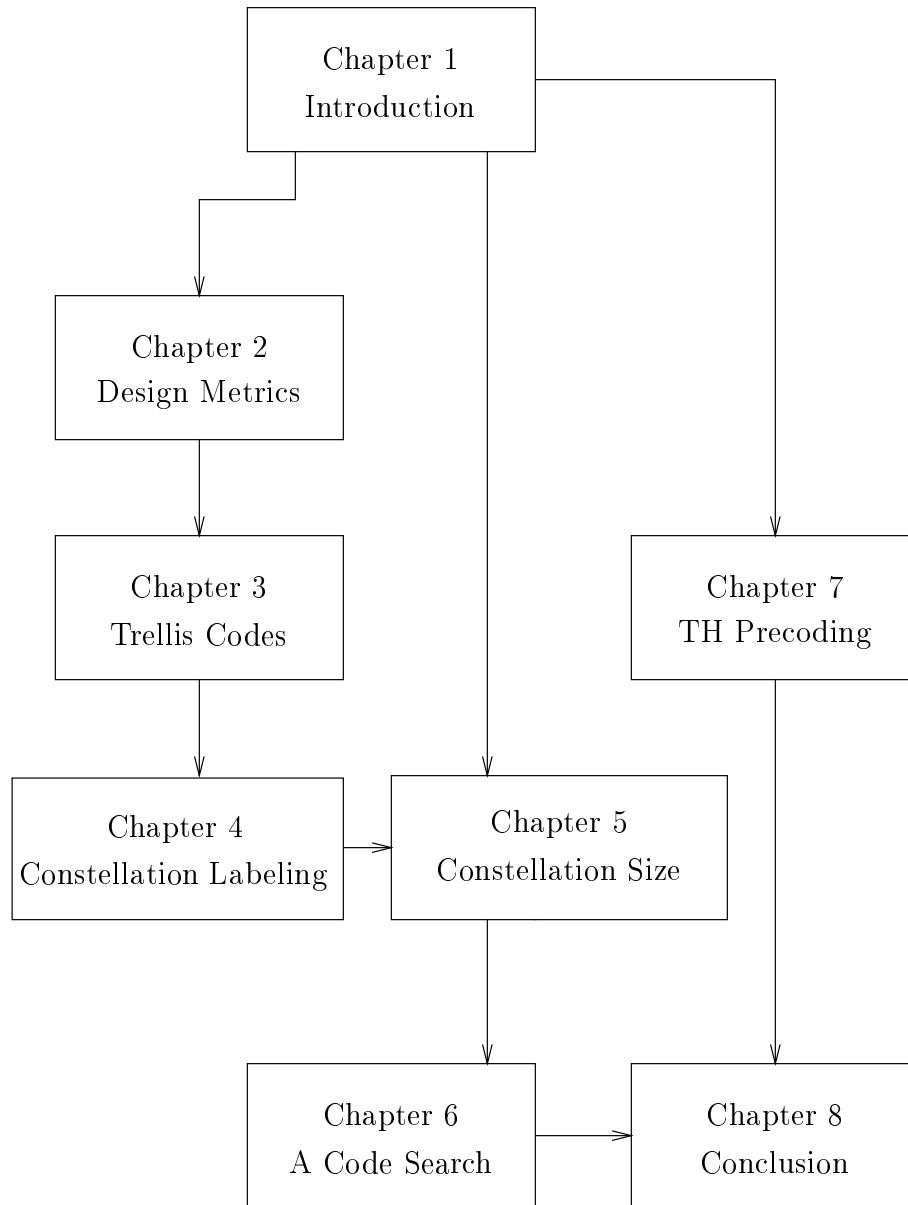 Chapter 1
Introduction
Chapter 2
Design Metrics
Chapter 3
Trellis Codes
Chapter 7
TH Precoding
Chapter 4
Constellation Labeling
Chapter 5
Constellation Size
Chapter 6
A Code Search
Chapter 8
Conclusion